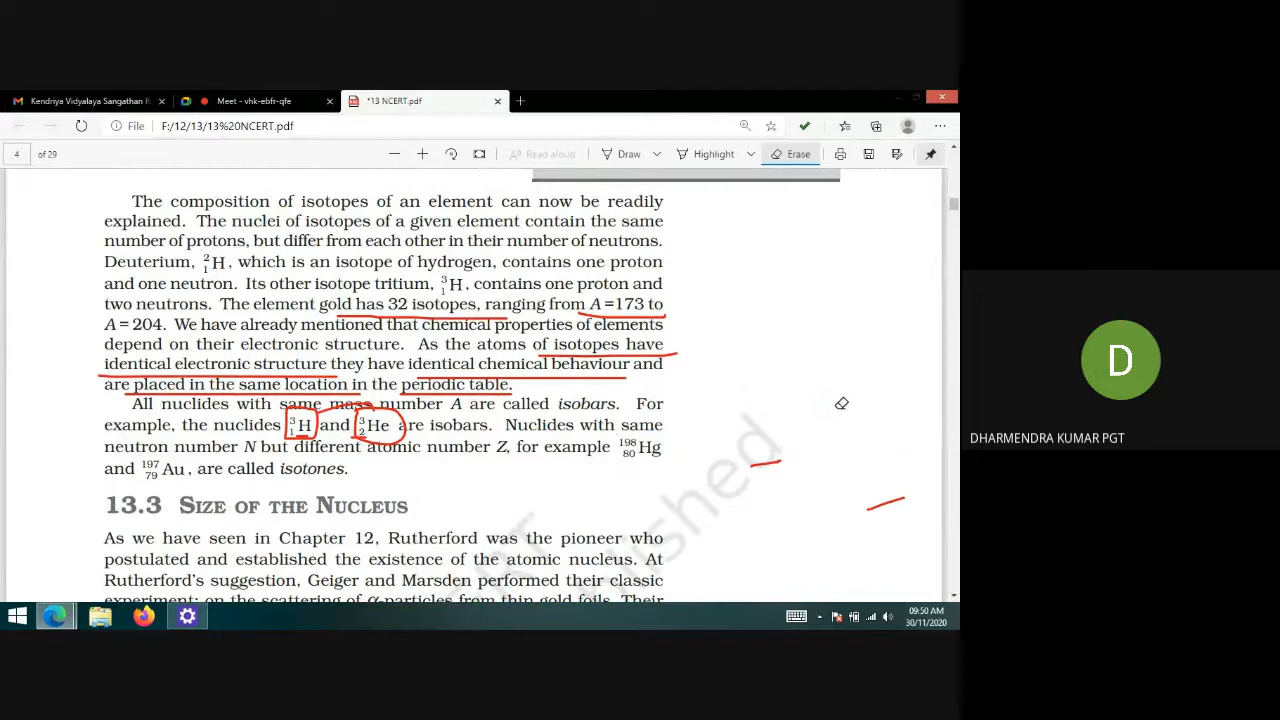 Kendriya Vidyalaya Sangathan R
Meet - vhk-ebfr-qfe
*13 NCERT.pdf
File F:/12/13/13%20NCERT.pdf
4 of 29
Read aloud Draw Highlight Erase
The composition of isotopes of an element can now be readily
explained. The nuclei of isotopes of a given element contain the same
number of protons, but differ from each other in their number of neutrons.
Deuterium, ²₁H, which is an isotope of hydrogen, contains one proton
and one neutron. Its other isotope tritium, ³₁H, contains one proton and
two neutrons. The element gold has 32 isotopes, ranging from A =173 to
A = 204. We have already mentioned that chemical properties of elements
depend on their electronic structure. As the atoms of isotopes have
identical electronic structure they have identical chemical behaviour and
are placed in the same location in the periodic table.
All nuclides with same mass number A are called isobars. For
example, the nuclides ³₁H and ³₂He are isobars. Nuclides with same
neutron number N but different atomic number Z, for example ¹⁹⁸₈₀Hg
and ¹⁹⁷₇₉Au, are called isotones.
13.3 SIZE OF THE NUCLEUS
As we have seen in Chapter 12, Rutherford was the pioneer who
postulated and established the existence of the atomic nucleus. At
Rutherford's suggestion, Geiger and Marsden performed their classic
experiment: on the scattering of α-particles from thin gold foils. Their
D
DHARMENDRA KUMAR PGT
09:50 AM
30/11/2020